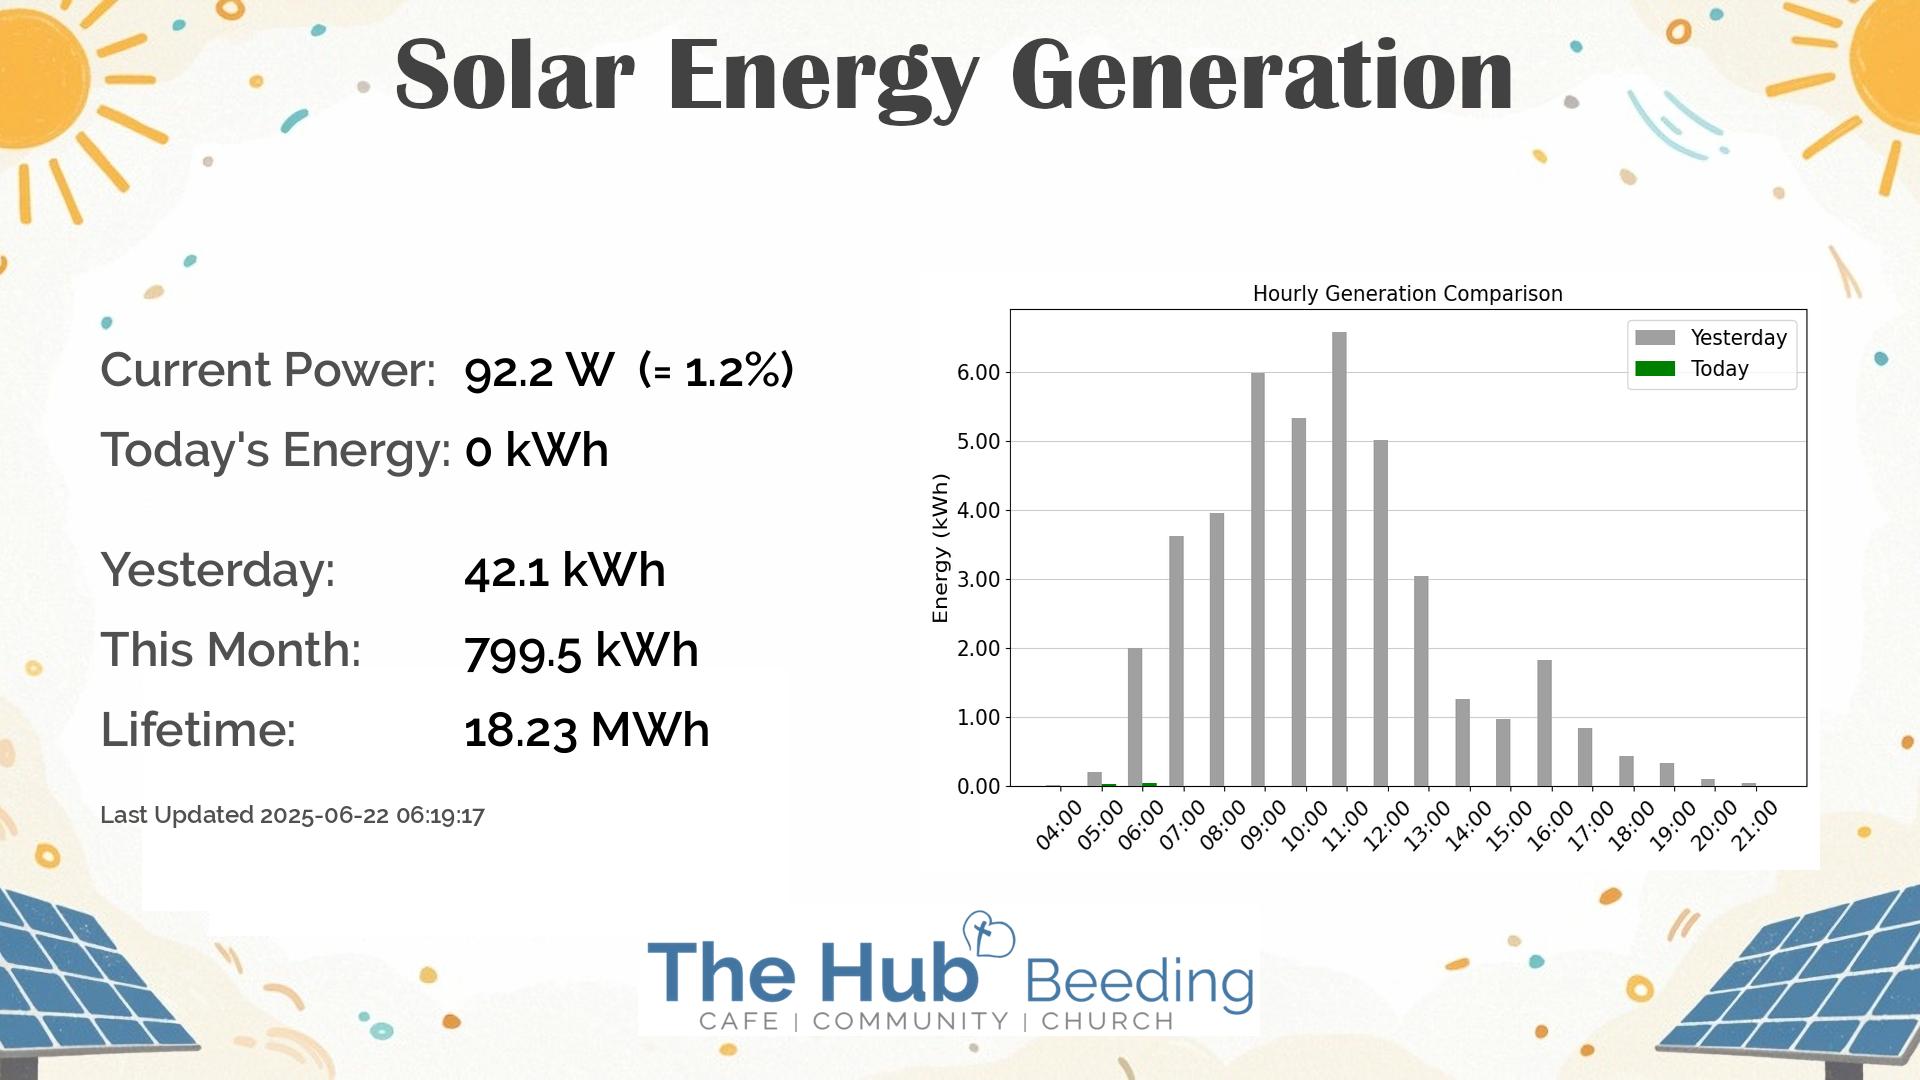 Solar Energy Generation
Current Power: 92.2 W (= 1.2%)
Today's Energy: 0 kWh
Yesterday: 42.1 kWh
This Month: 799.5 kWh
Lifetime: 18.23 MWh
Last Updated 2025-06-22 06:19:17
Hourly Generation Comparison
Yesterday
Today
Energy (kWh)
6.00
5.00
4.00
3.00
2.00
1.00
0.00
04:00 05:00 06:00 07:00 08:00 09:00 10:00 11:00 12:00 13:00 14:00 15:00 16:00 17:00 18:00 19:00 20:00 21:00
The Hub Beeding
CAFE | COMMUNITY | CHURCH